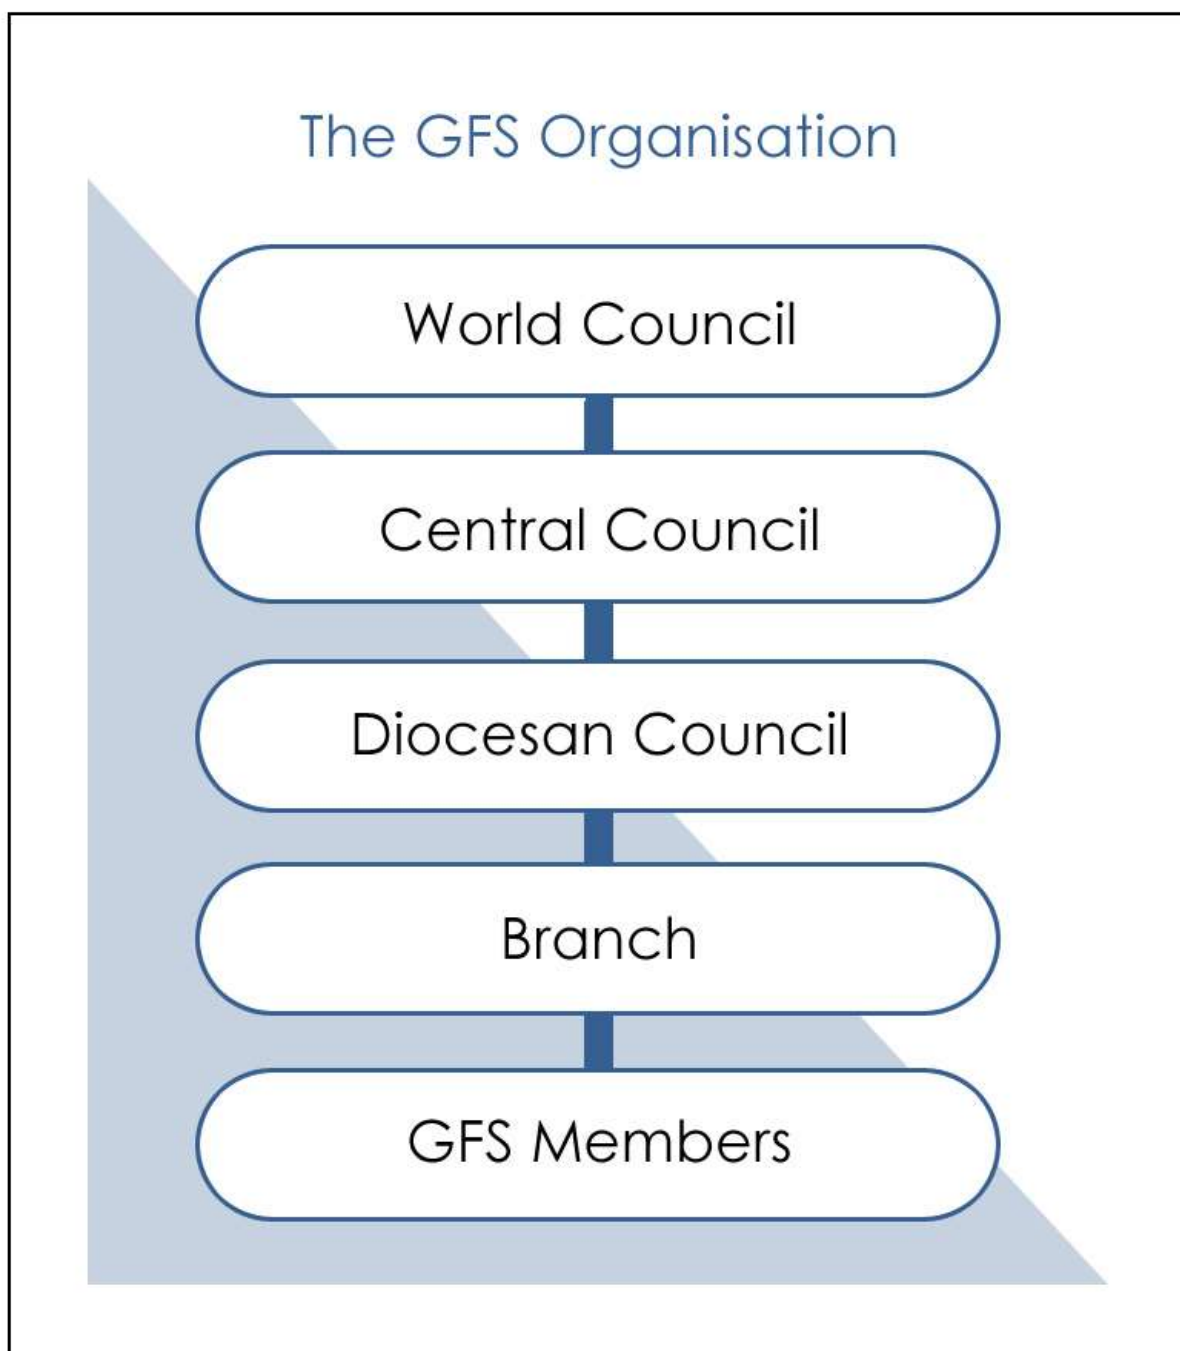 The GFS Organisation
World Council
Central Council
Diocesan Council
Branch
GFS Members